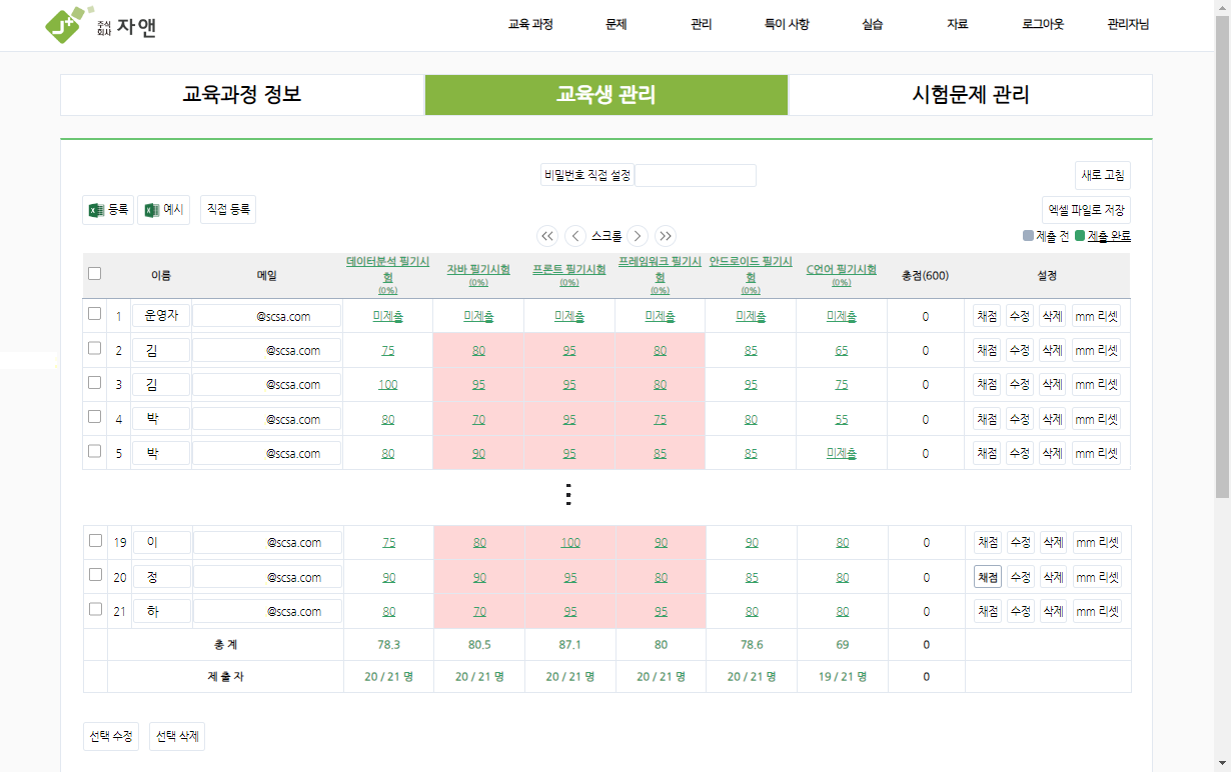 J+ 주식회사 자앤
교육 과정 문제 관리 특이 사항 실습 자료 로그아웃 관리자님
교육과정 정보 교육생 관리 시험문제 관리
비밀번호 직접 설정 새로 고침
등록 예시 직접 등록 엑셀 파일로 저장
스크롤 제출 전 제출 완료
이름 메일 데이터분석 필기시험 (0%) 자바 필기시험 (0%) 프론트 필기시험 (0%) 프레임워크 필기시험 (0%) 안드로이드 필기시험 (0%) C언어 필기시험 (0%) 총점(600) 설정
1 운영자 @scsa.com 미제출 미제출 미제출 미제출 미제출 미제출 0 채점 수정 삭제 mm 리셋
2 김 @scsa.com 75 80 95 80 85 65 0 채점 수정 삭제 mm 리셋
3 김 @scsa.com 100 95 95 80 95 75 0 채점 수정 삭제 mm 리셋
4 박 @scsa.com 80 70 95 75 80 55 0 채점 수정 삭제 mm 리셋
5 박 @scsa.com 80 90 95 85 85 미제출 0 채점 수정 삭제 mm 리셋
19 이 @scsa.com 75 80 100 90 90 80 0 채점 수정 삭제 mm 리셋
20 정 @scsa.com 90 90 95 80 85 80 0 채점 수정 삭제 mm 리셋
21 하 @scsa.com 80 70 95 95 80 80 0 채점 수정 삭제 mm 리셋
총 계 78.3 80.5 87.1 80 78.6 69 0
제 출 자 20 / 21 명 20 / 21 명 20 / 21 명 20 / 21 명 20 / 21 명 19 / 21 명 0
선택 수정 선택 삭제